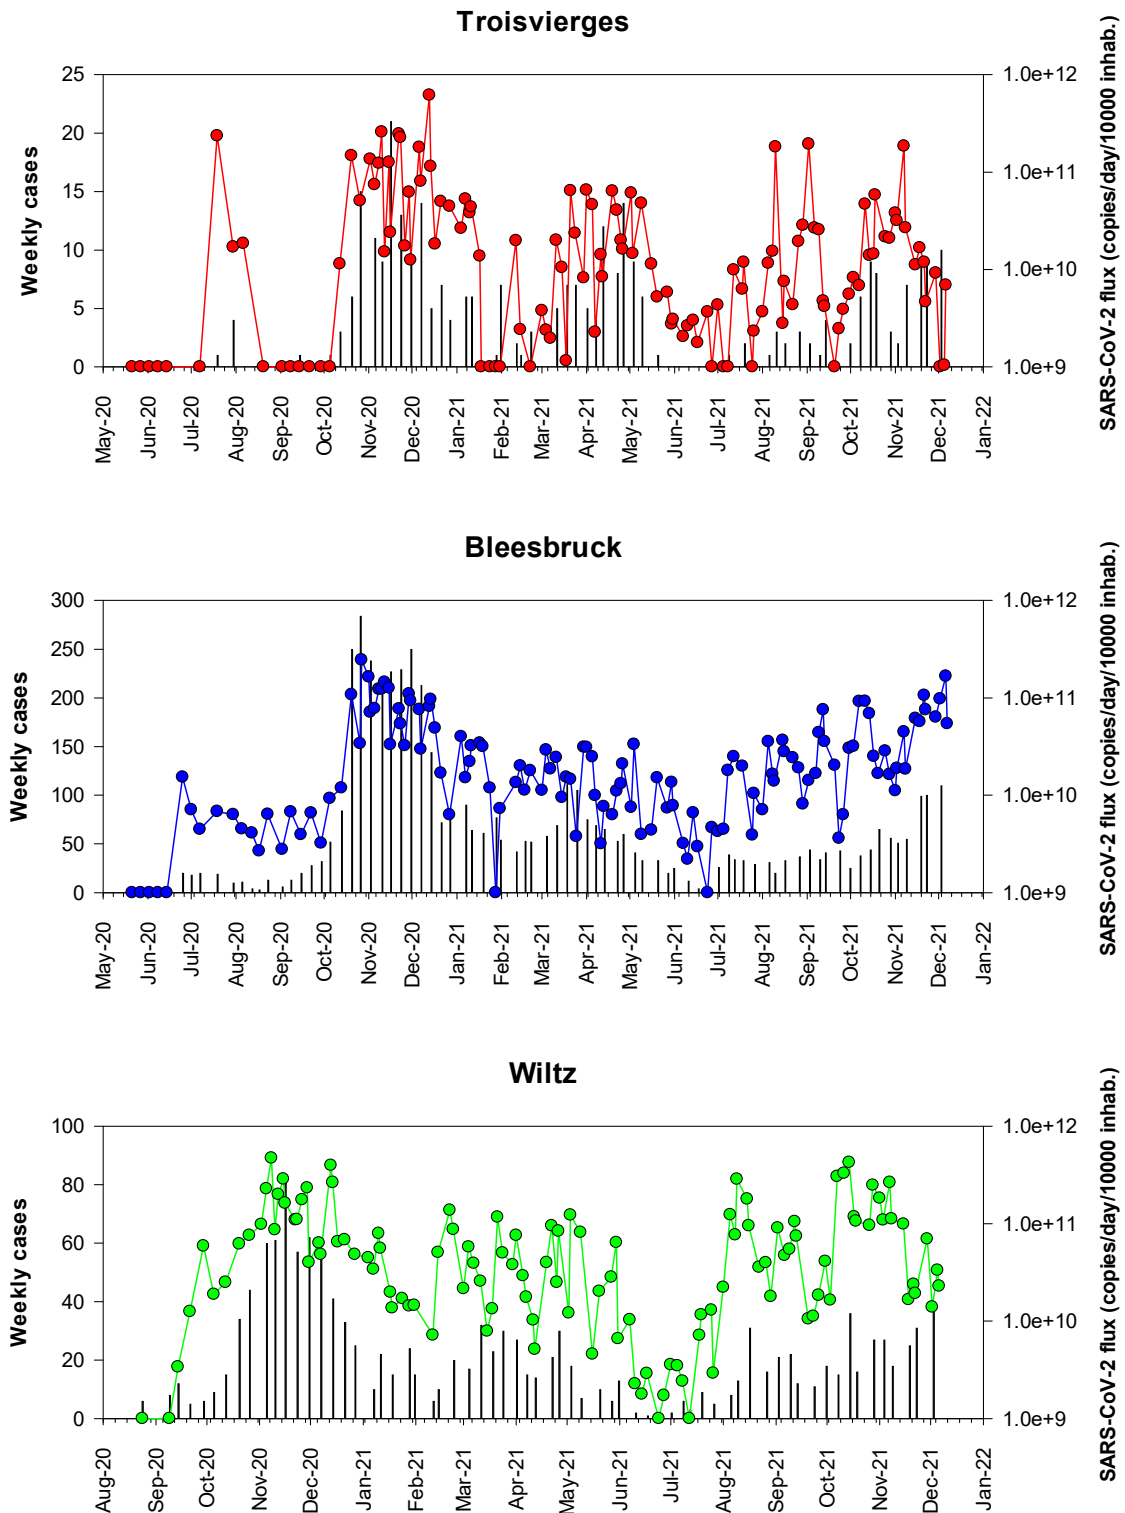 Troisvierges
Weekly cases
25
20
15
10
5
0
1.0e+12
1.0e+11
1.0e+10
1.0e+9
SARS-CoV-2 flux (copies/day/10000 inhab.)
May-20
Jun-20
Jul-20
Aug-20
Sep-20
Oct-20
Nov-20
Dec-20
Jan-21
Feb-21
Mar-21
Apr-21
May-21
Jun-21
Jul-21
Aug-21
Sep-21
Oct-21
Nov-21
Dec-21
Jan-22
Bleesbruck
Weekly cases
300
250
200
150
100
50
0
1.0e+12
1.0e+11
1.0e+10
1.0e+9
SARS-CoV-2 flux (copies/day/10000 inhab.)
May-20
Jun-20
Jul-20
Aug-20
Sep-20
Oct-20
Nov-20
Dec-20
Jan-21
Feb-21
Mar-21
Apr-21
May-21
Jun-21
Jul-21
Aug-21
Sep-21
Oct-21
Nov-21
Dec-21
Jan-22
Wiltz
Weekly cases
100
80
60
40
20
0
1.0e+12
1.0e+11
1.0e+10
1.0e+9
SARS-CoV-2 flux (copies/day/10000 inhab.)
Aug-20
Sep-20
Oct-20
Nov-20
Dec-20
Jan-21
Feb-21
Mar-21
Apr-21
May-21
Jun-21
Jul-21
Aug-21
Sep-21
Oct-21
Nov-21
Dec-21
Jan-22